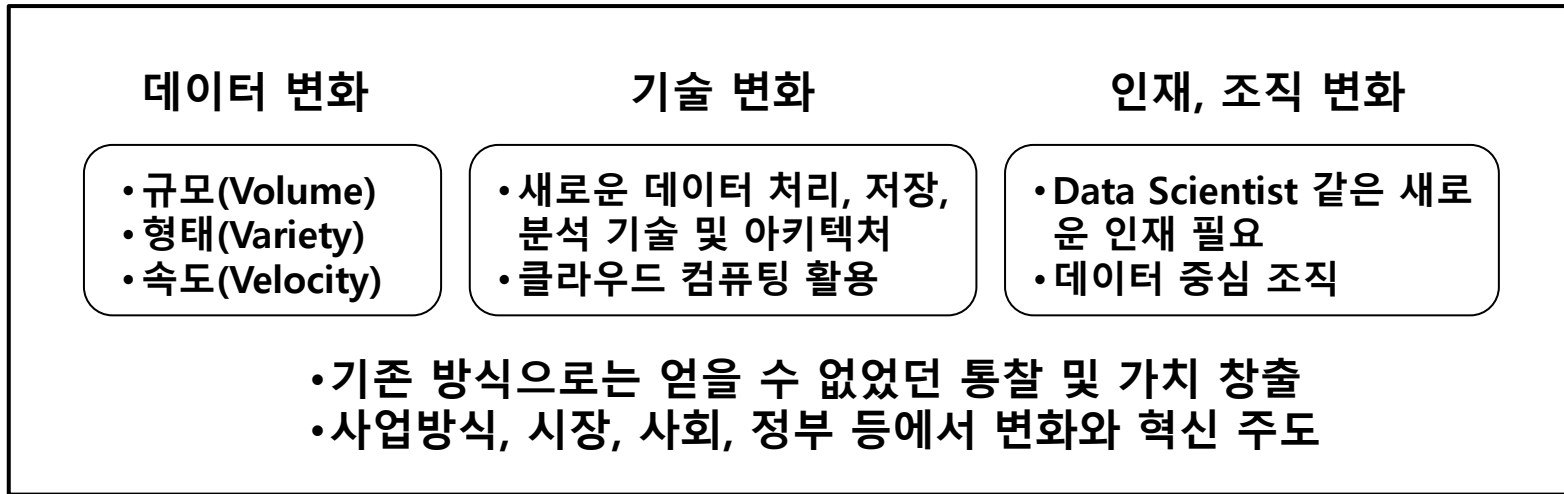 데이터 변화
기술 변화
인재, 조직 변화
•규모(Volume)
•형태(Variety)
•속도(Velocity)
•새로운 데이터 처리, 저장,
분석 기술 및 아키텍처
•클라우드 컴퓨팅 활용
•Data Scientist 같은 새로
운 인재 필요
•데이터 중심 조직
•기존 방식으로는 얻을 수 없었던 통찰 및 가치 창출
•사업방식, 시장, 사회, 정부 등에서 변화와 혁신 주도